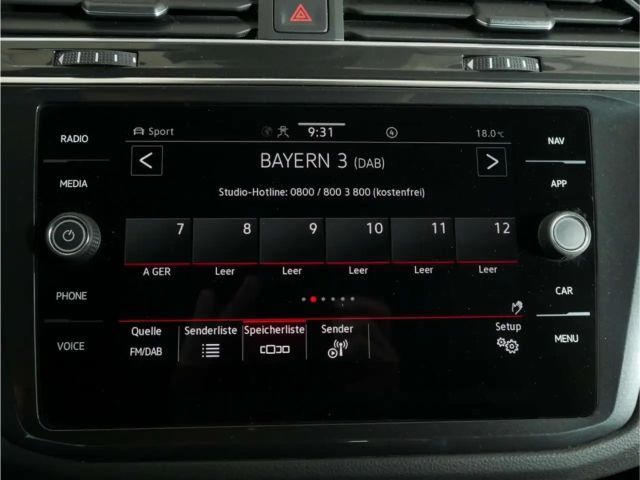 RADIO
MEDIA
PHONE
VOICE
Sport
9:31
4
18.0°C
BAYERN 3 (DAB)
Studio-Hotline: 0800 / 800 3 800 (kostenfrei)
7 8 9 10 11 12
A GER Leer Leer Leer Leer Leer
Quelle Senderliste Speicherliste Sender Setup
FM/DAB
NAV
APP
CAR
MENU